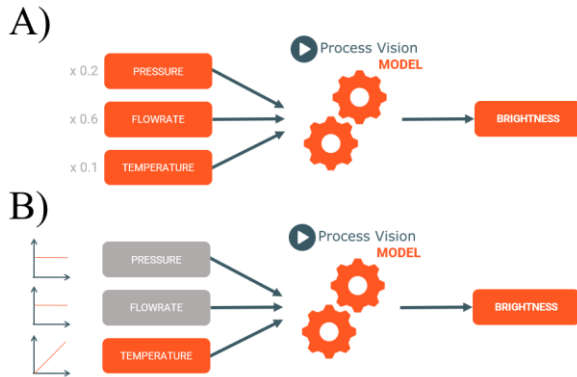 A)
Process Vision
MODEL
x 0.2
PRESSURE
x 0.6
FLOWRATE
BRIGHTNESS
x 0.1
TEMPERATURE
B)
Process Vision
MODEL
PRESSURE
FLOWRATE
BRIGHTNESS
TEMPERATURE